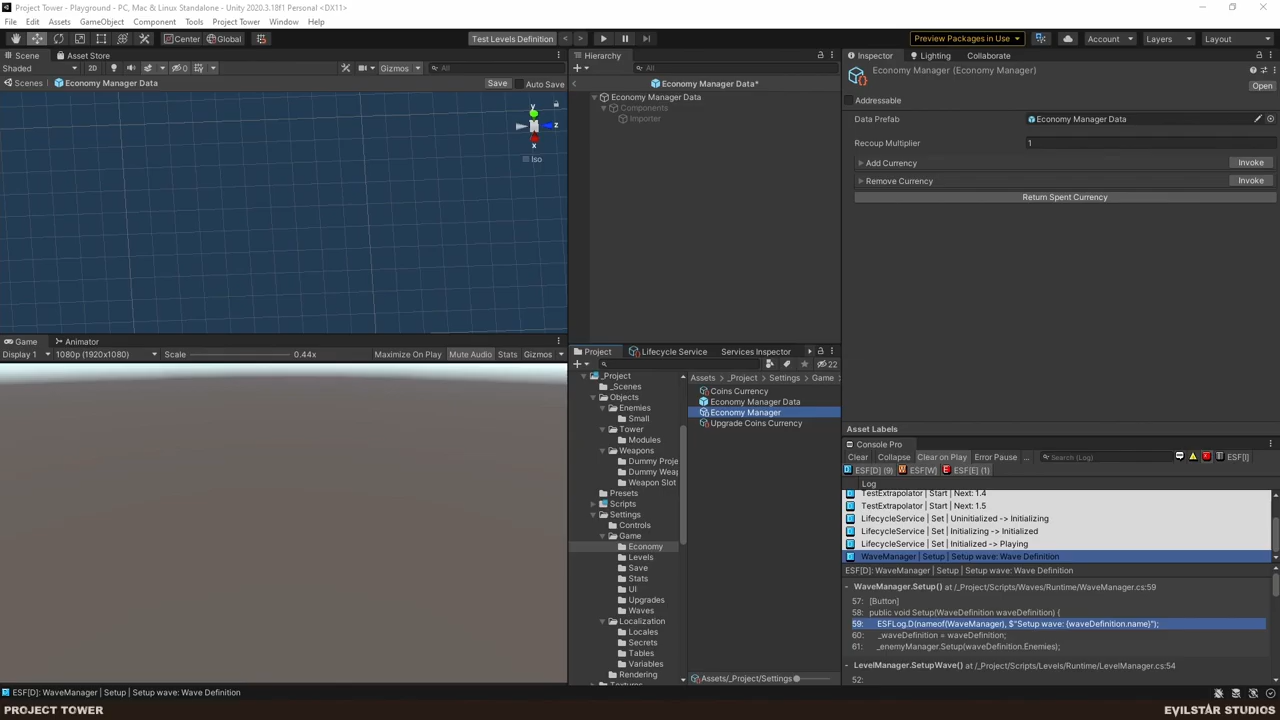 Project Tower - Playground - PC, Mac & Linux Standalone - Unity 2020.3.18f1 Personal <DX11>
File Edit Assets GameObject Component Tools Project Tower Window Help
Center Global Test Levels Definition Preview Packages in Use Account Layers Layout
Scene Asset Store
Shaded 2D 0 Gizmos All
Scenes Economy Manager Data Save Auto Save
y
z
x
Iso
Hierarchy
All
Economy Manager Data*
Economy Manager Data
Components
Importer
Inspector Lighting Collaborate
Economy Manager (Economy Manager)
Open
Addressable
Data Prefab Economy Manager Data
Recoup Multiplier 1
Add Currency Invoke
Remove Currency Invoke
Return Spent Currency
Asset Labels
Game Animator
Display 1 1080p (1920x1080) Scale 0.44x Maximize On Play Mute Audio Stats Gizmos
Project Lifecycle Service Services Inspector
22
_Project
_Scenes
Objects
Enemies
Small
Tower
Modules
Weapons
Dummy Proje
Dummy Weap
Weapon Slot
Presets
Scripts
Settings
Controls
Game
Economy
Levels
Save
Stats
UI
Upgrades
Waves
Localization
Locales
Secrets
Tables
Variables
Rendering
Assets _Project Settings Game
Coins Currency
Economy Manager Data
Economy Manager
Upgrade Coins Currency
Assets/_Project/Settings
Console Pro
Clear Collapse Clear on Play Error Pause ... Search (Log) ESF[I]
ESF[D] (9) ESF[W] ESF[E] (1)
Log
TestExtrapolator | Start | Next: 1.4
TestExtrapolator | Start | Next: 1.5
LifecycleService | Set | Uninitialized -> Initializing
LifecycleService | Set | Initializing -> Initialized
LifecycleService | Set | Initialized -> Playing
WaveManager | Setup | Setup wave: Wave Definition
ESF[D]: WaveManager | Setup | Setup wave: Wave Definition
- WaveManager.Setup() at /_Project/Scripts/Waves/Runtime/WaveManager.cs:59
57: [Button]
58: public void Setup(WaveDefinition waveDefinition) {
59: ESFLog.D(nameof(WaveManager), $"Setup wave: {waveDefinition.name}");
60: _waveDefinition = waveDefinition;
61: _enemyManager.Setup(waveDefinition.Enemies);
- LevelManager.SetupWave() at /_Project/Scripts/Levels/Runtime/LevelManager.cs:54
52:
ESF[D]: WaveManager | Setup | Setup wave: Wave Definition
PROJECT TOWER
EVILSTAR STUDIOS